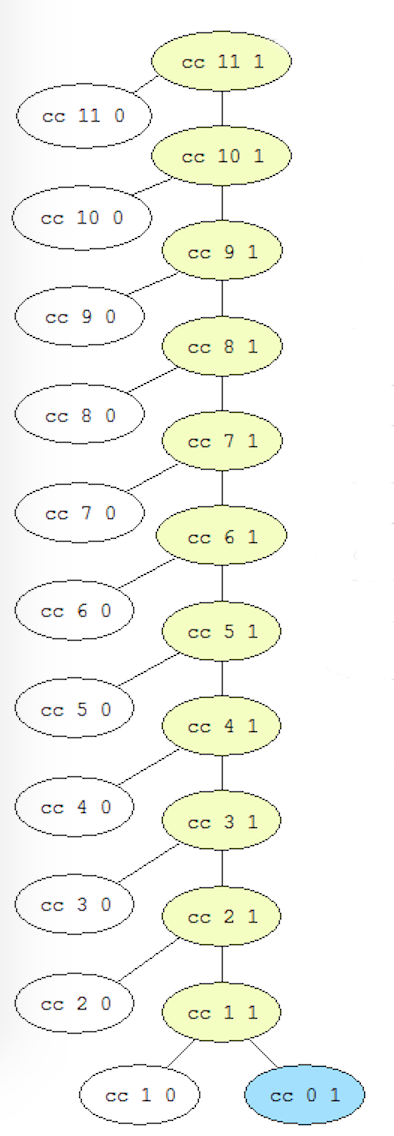 cc 11 1
cc 11 0
cc 10 1
cc 10 0
cc 9 1
cc 9 0
cc 8 1
cc 8 0
cc 7 1
cc 7 0
cc 6 1
cc 6 0
cc 5 1
cc 5 0
cc 4 1
cc 4 0
cc 3 1
cc 3 0
cc 2 1
cc 2 0
cc 1 1
cc 1 0
cc 0 1